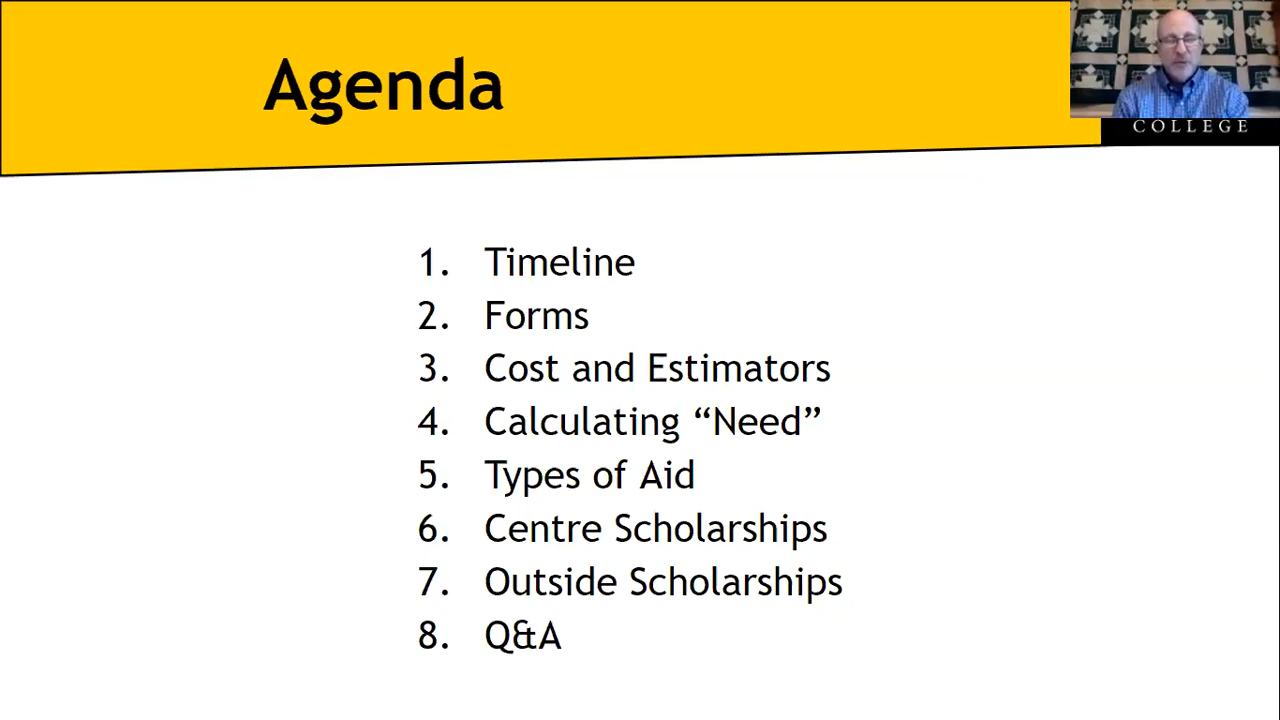 Agenda
COLLEGE
1. Timeline
2. Forms
3. Cost and Estimators
4. Calculating “Need”
5. Types of Aid
6. Centre Scholarships
7. Outside Scholarships
8. Q&A